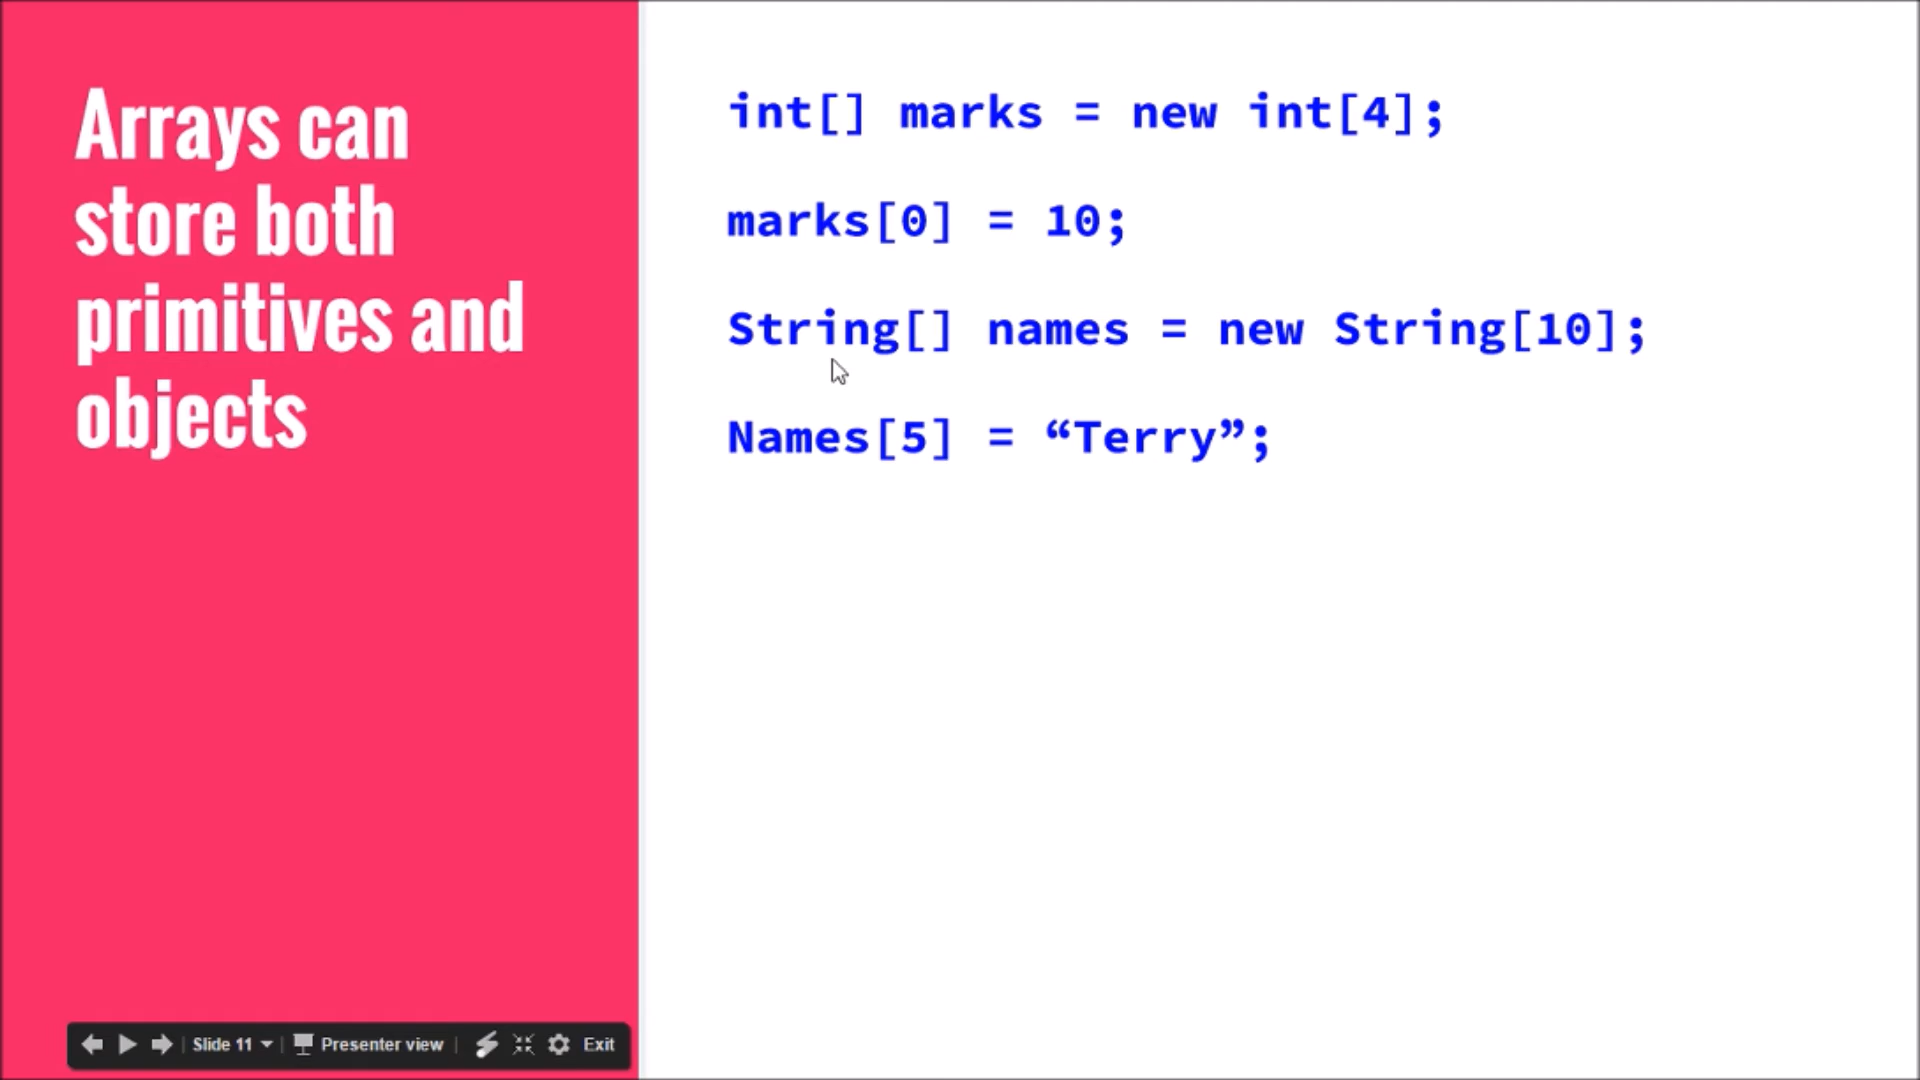 Arrays can
store both
primitives and
objects
int[] marks = new int[4];
marks[0] = 10;
String[] names = new String[10];
Names[5] = “Terry”;
Slide 11 Presenter view Exit